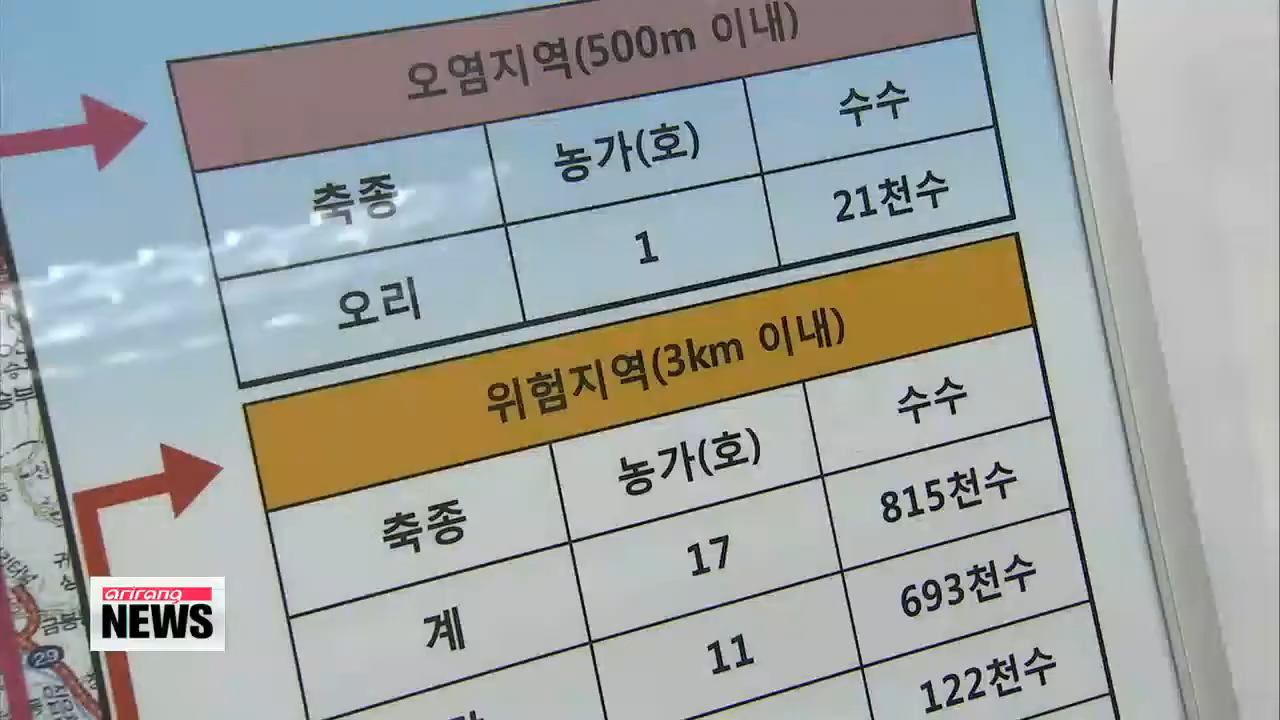 오염지역(500m 이내)
축종 농가(호) 수수
오리 1 21천수
위험지역(3km 이내)
축종 농가(호) 수수
계 17 815천수
11 693천수
122천수
arirang
NEWS
29